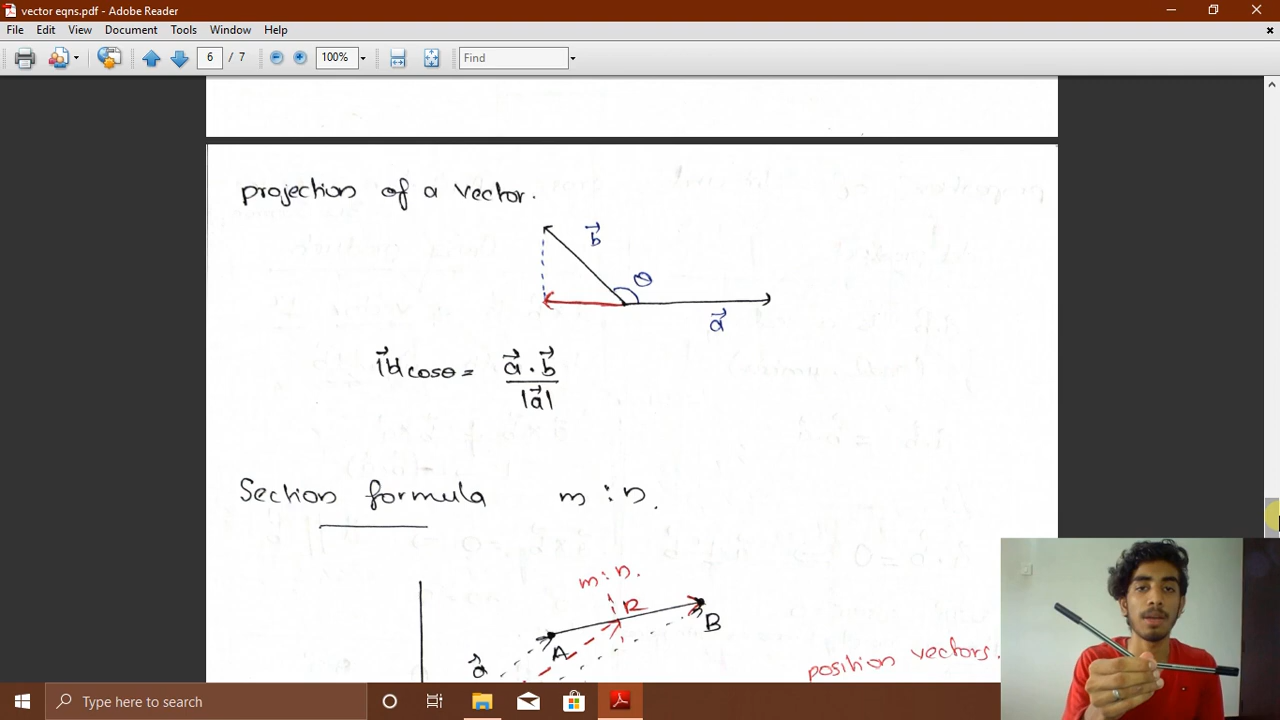 vector eqns.pdf - Adobe Reader
File Edit View Document Tools Window Help
6 / 7 100% Find
projection of a vector.
b⃗
θ
a⃗
|b⃗|cosθ = a⃗ . b⃗
|a⃗|
Section formula m : n.
m : n.
R
B
A
a⃗
position vectors.
Type here to search